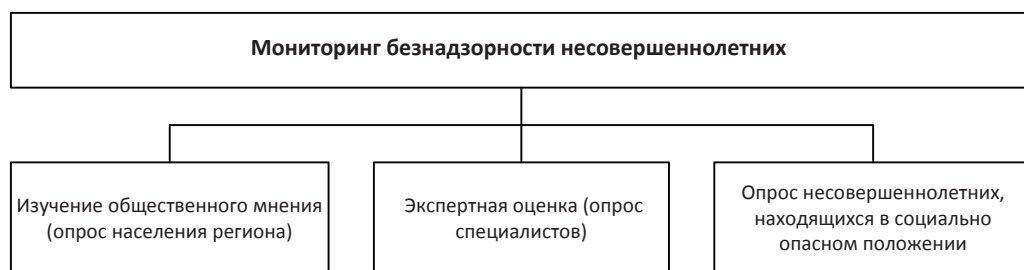 Мониторинг безнадзорности несовершеннолетних
Изучение общественного мнения
(опрос населения региона)
Экспертная оценка (опрос
специалистов)
Опрос несовершеннолетних,
находящихся в социально
опасном положении